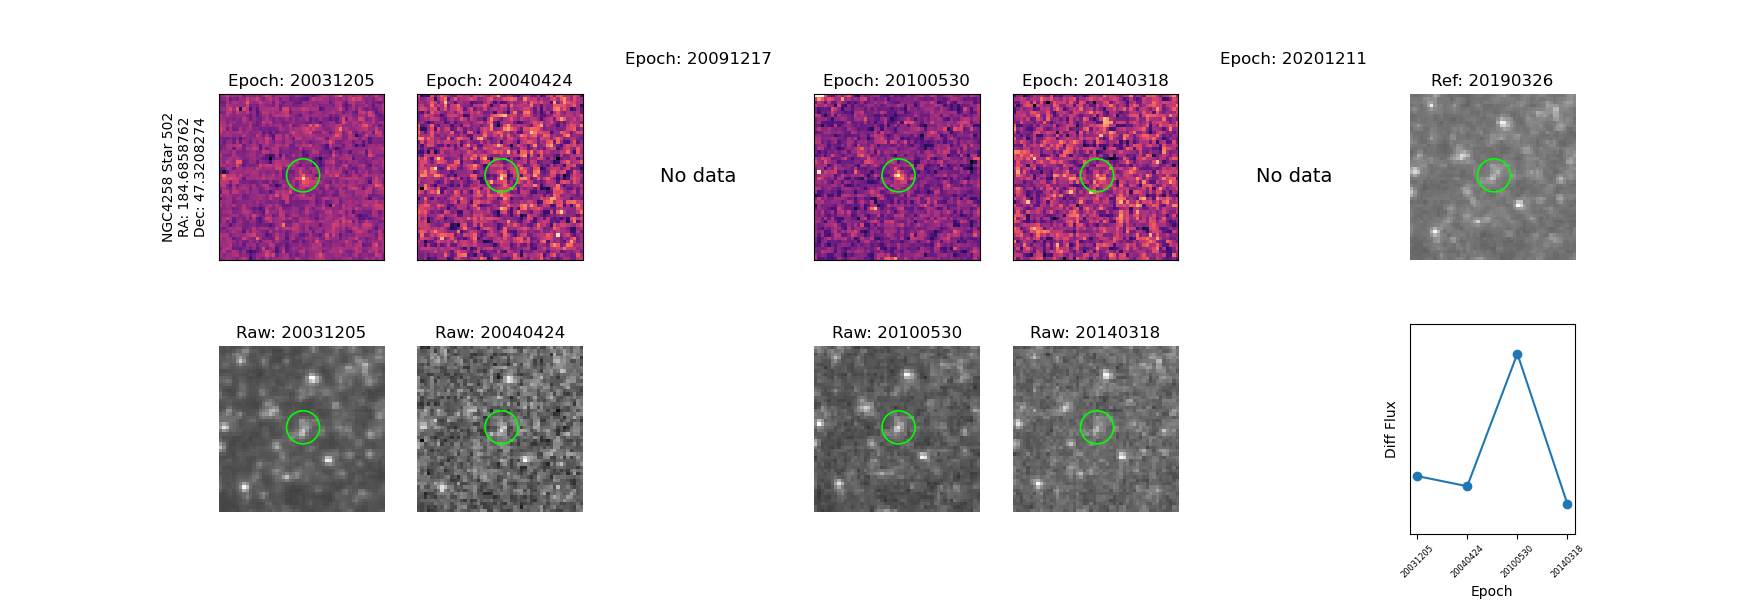 Epoch: 20091217
Epoch: 20201211
Epoch: 20031205
Epoch: 20040424
Epoch: 20100530
Epoch: 20140318
Ref: 20190326
NGC4258 Star 502
RA: 184.6858762
Dec: 47.3208274
No data
No data
Raw: 20031205
Raw: 20040424
Raw: 20100530
Raw: 20140318
Diff Flux
20031205
20040424
20100530
20140318
Epoch